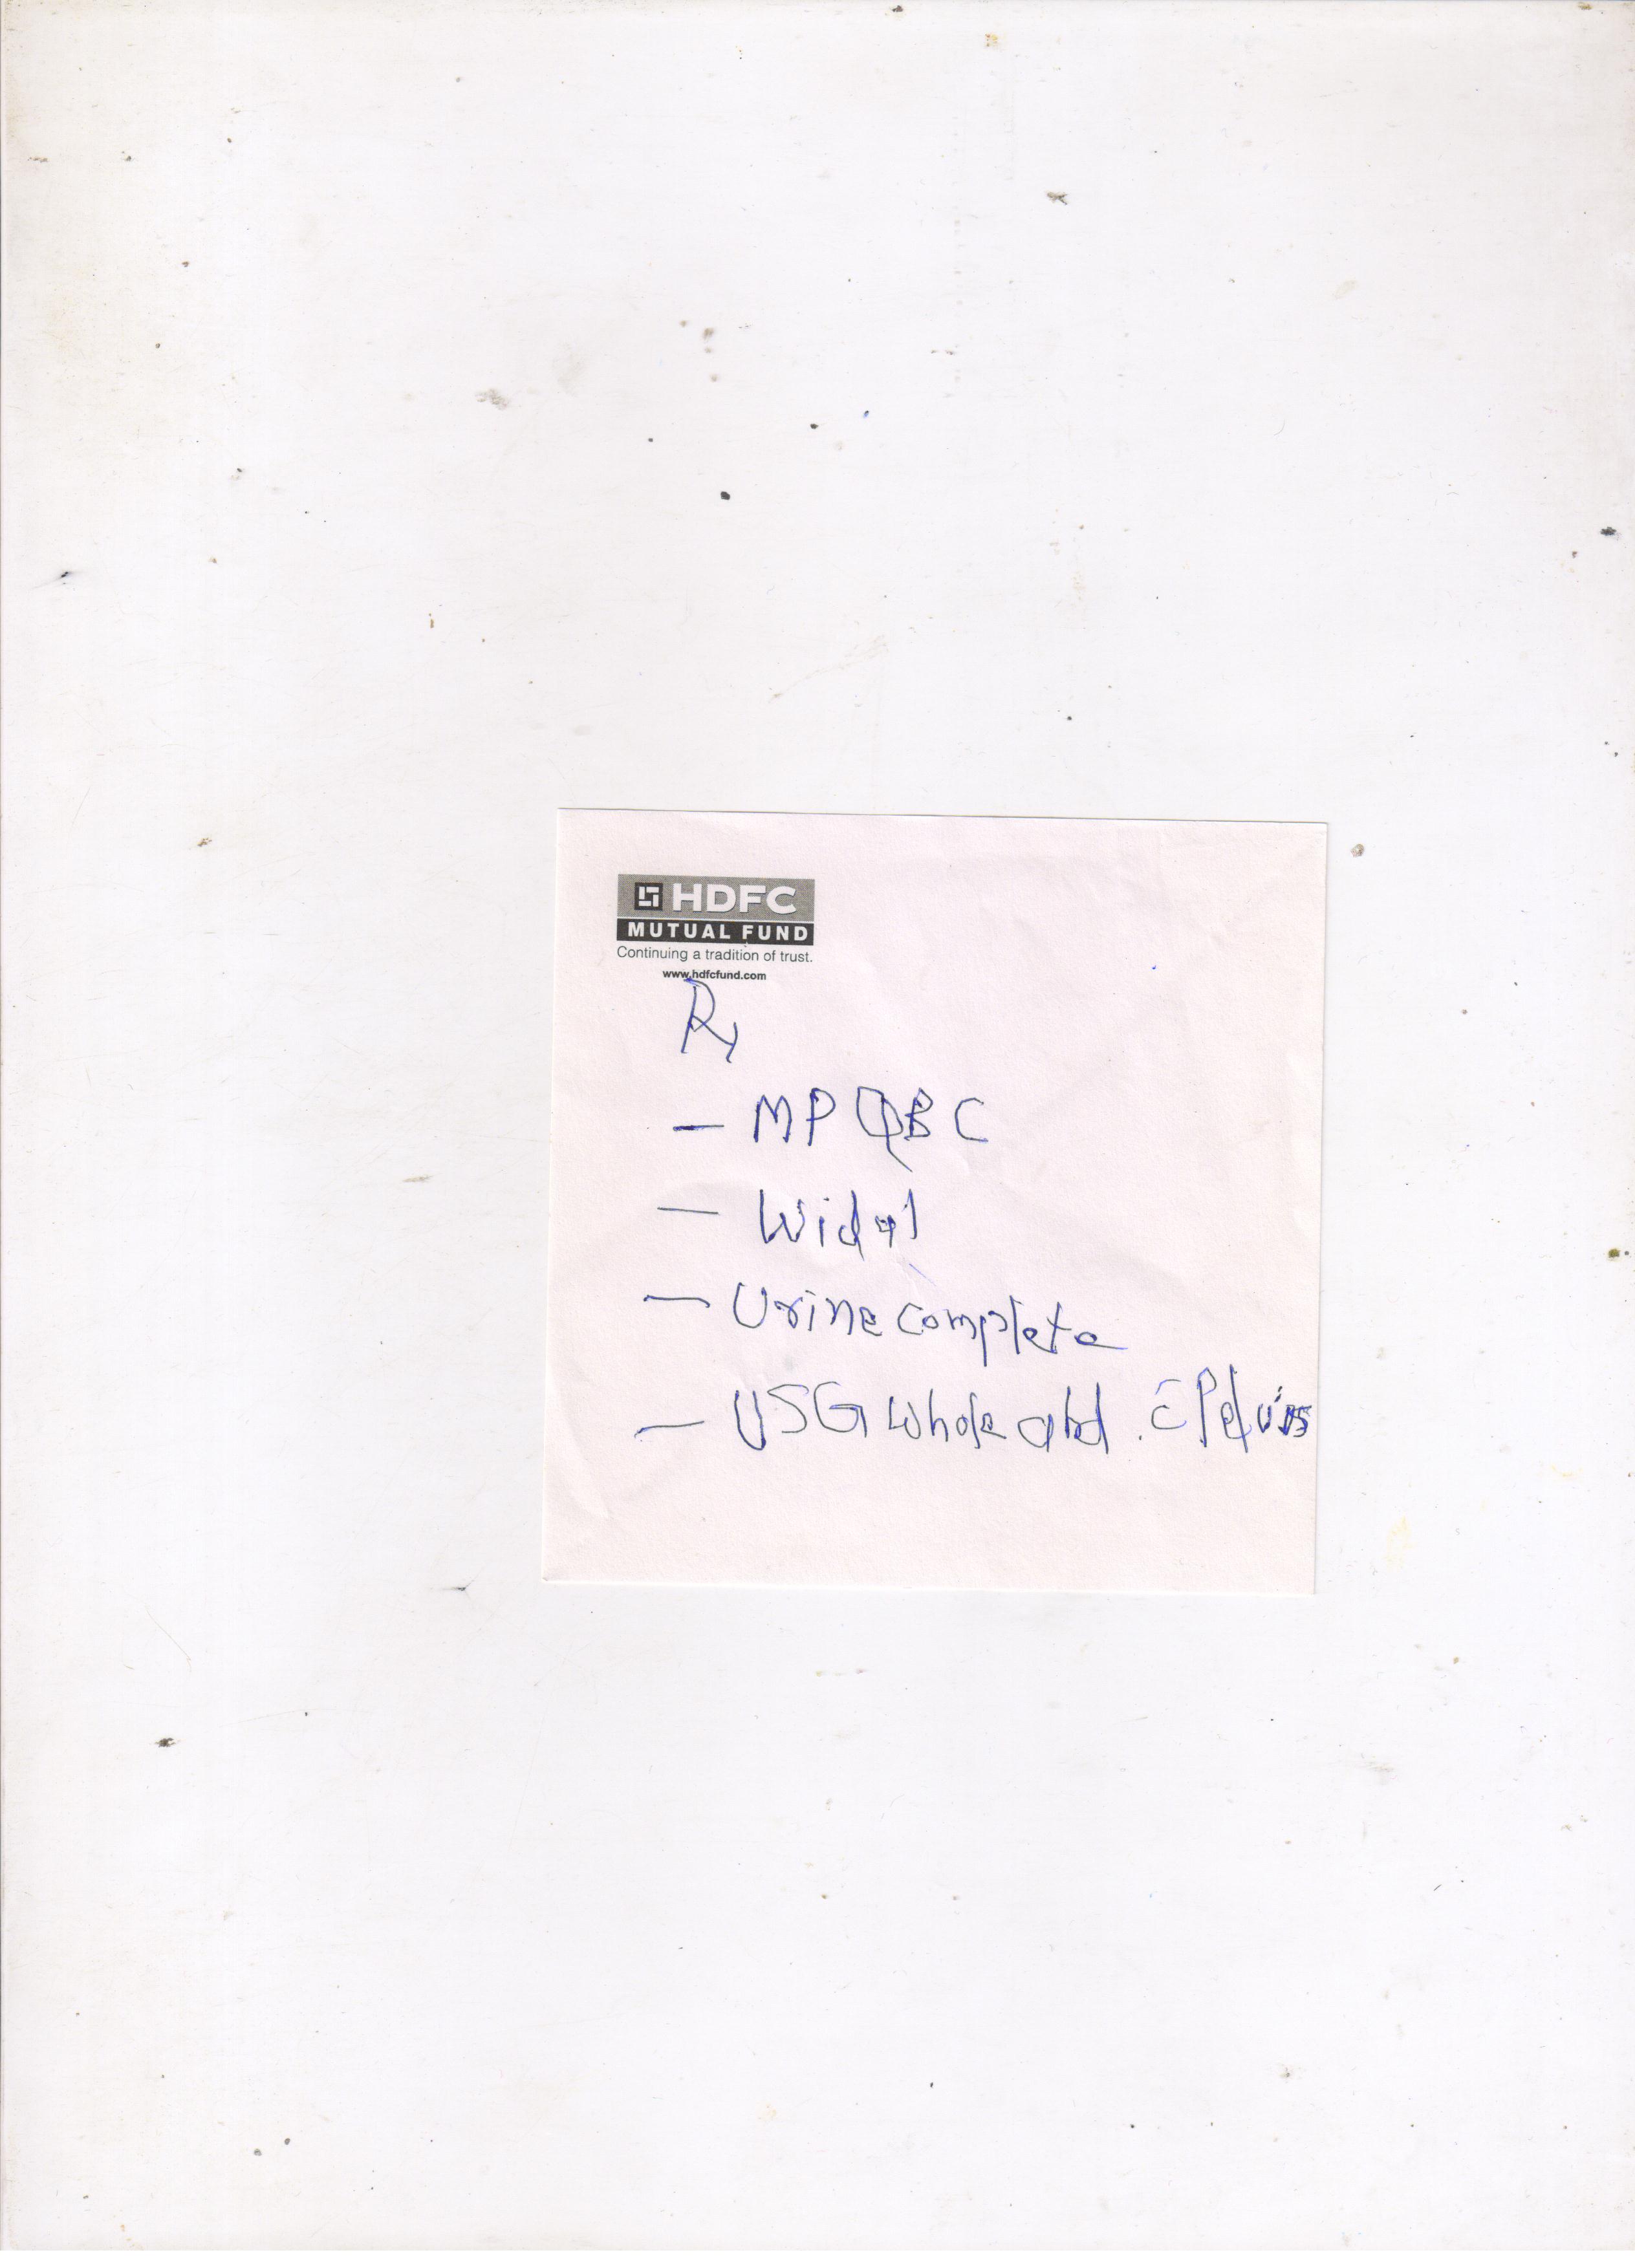 HDFC
MUTUAL FUND
Continuing a tradition of trust.
www.hdfcfund.com
Rx
- MP QBC
- Widal
- Urine complete
- USG whole abd. c̄ Pelvis